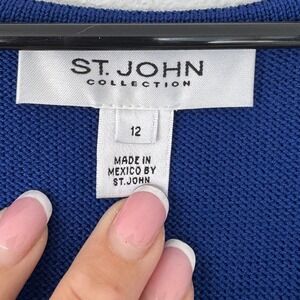 ST. JOHN
COLLECTION
12
MADE IN
MEXICO BY
ST.JOHN